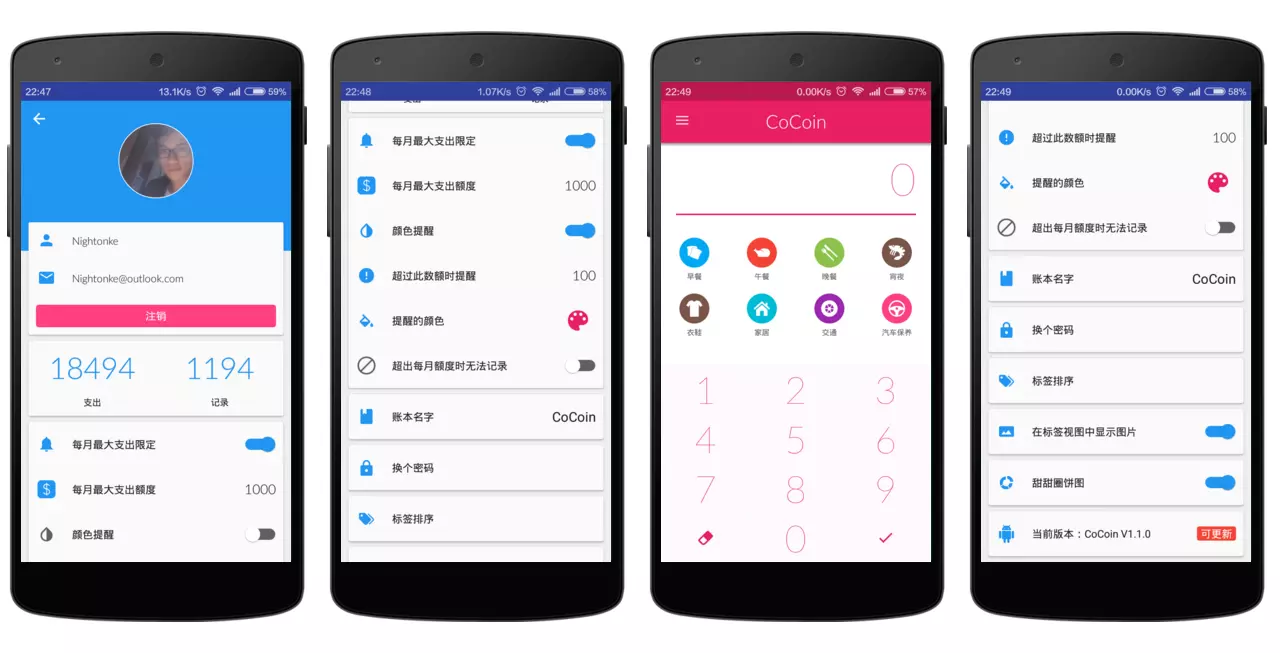 22:47 13.1K/s 59%
Nightonke
Nightonke@outlook.com
注销
18494 1194
支出 记录
每月最大支出限定
每月最大支出额度 1000
颜色提醒
22:48 1.07K/s 58%
每月最大支出限定
$ 每月最大支出额度 1000
颜色提醒
超过此数额时提醒 100
提醒的颜色
超出每月额度时无法记录
账本名字 CoCoin
换个密码
标签排序
22:49 0.00K/s 57%
CoCoin
0
早餐 午餐 晚餐 宵夜
衣鞋 家居 交通 汽车保养
1 2 3
4 5 6
7 8 9
0
22:49 0.00K/s 58%
超过此数额时提醒 100
提醒的颜色
超出每月额度时无法记录
账本名字 CoCoin
换个密码
标签排序
在标签视图中显示图片
甜甜圈饼图
当前版本：CoCoin V1.1.0 可更新